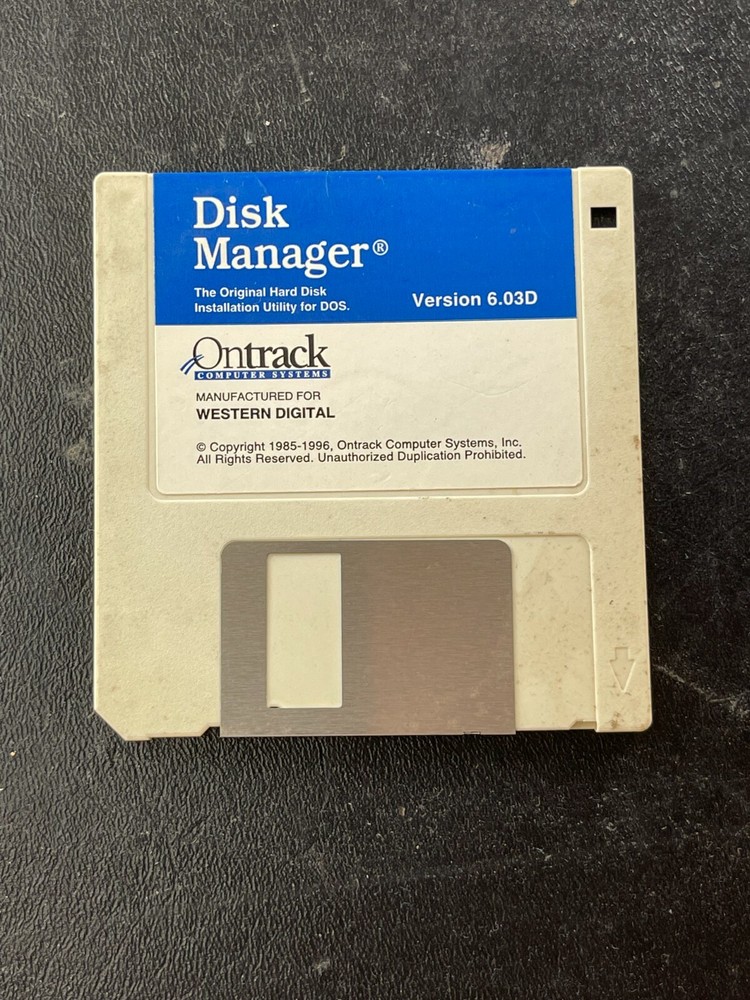 Disk
Manager®
The Original Hard Disk
Installation Utility for DOS.
Version 6.03D
Ontrack
COMPUTER SYSTEMS
MANUFACTURED FOR
WESTERN DIGITAL
© Copyright 1985-1996, Ontrack Computer Systems, Inc.
All Rights Reserved. Unauthorized Duplication Prohibited.